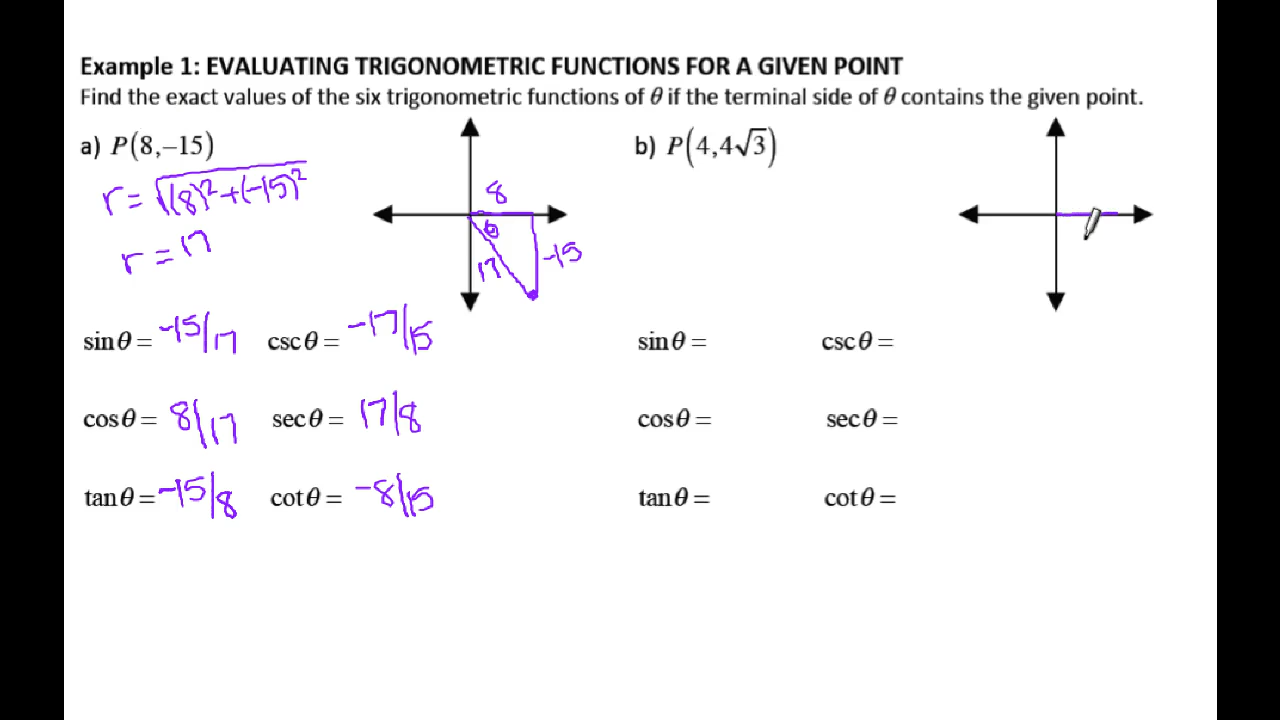 Example 1: EVALUATING TRIGONOMETRIC FUNCTIONS FOR A GIVEN POINT
Find the exact values of the six trigonometric functions of θ if the terminal side of θ contains the given point.
a) P(8,−15)
r = √(8)² + (-15)²
r = 17
8
θ
17
-15
sinθ = -15/17 cscθ = -17/15
cosθ = 8/17 secθ = 17/8
tanθ = -15/8 cotθ = -8/15
b) P(4,4√3)
sinθ = cscθ =
cosθ = secθ =
tanθ = cotθ =